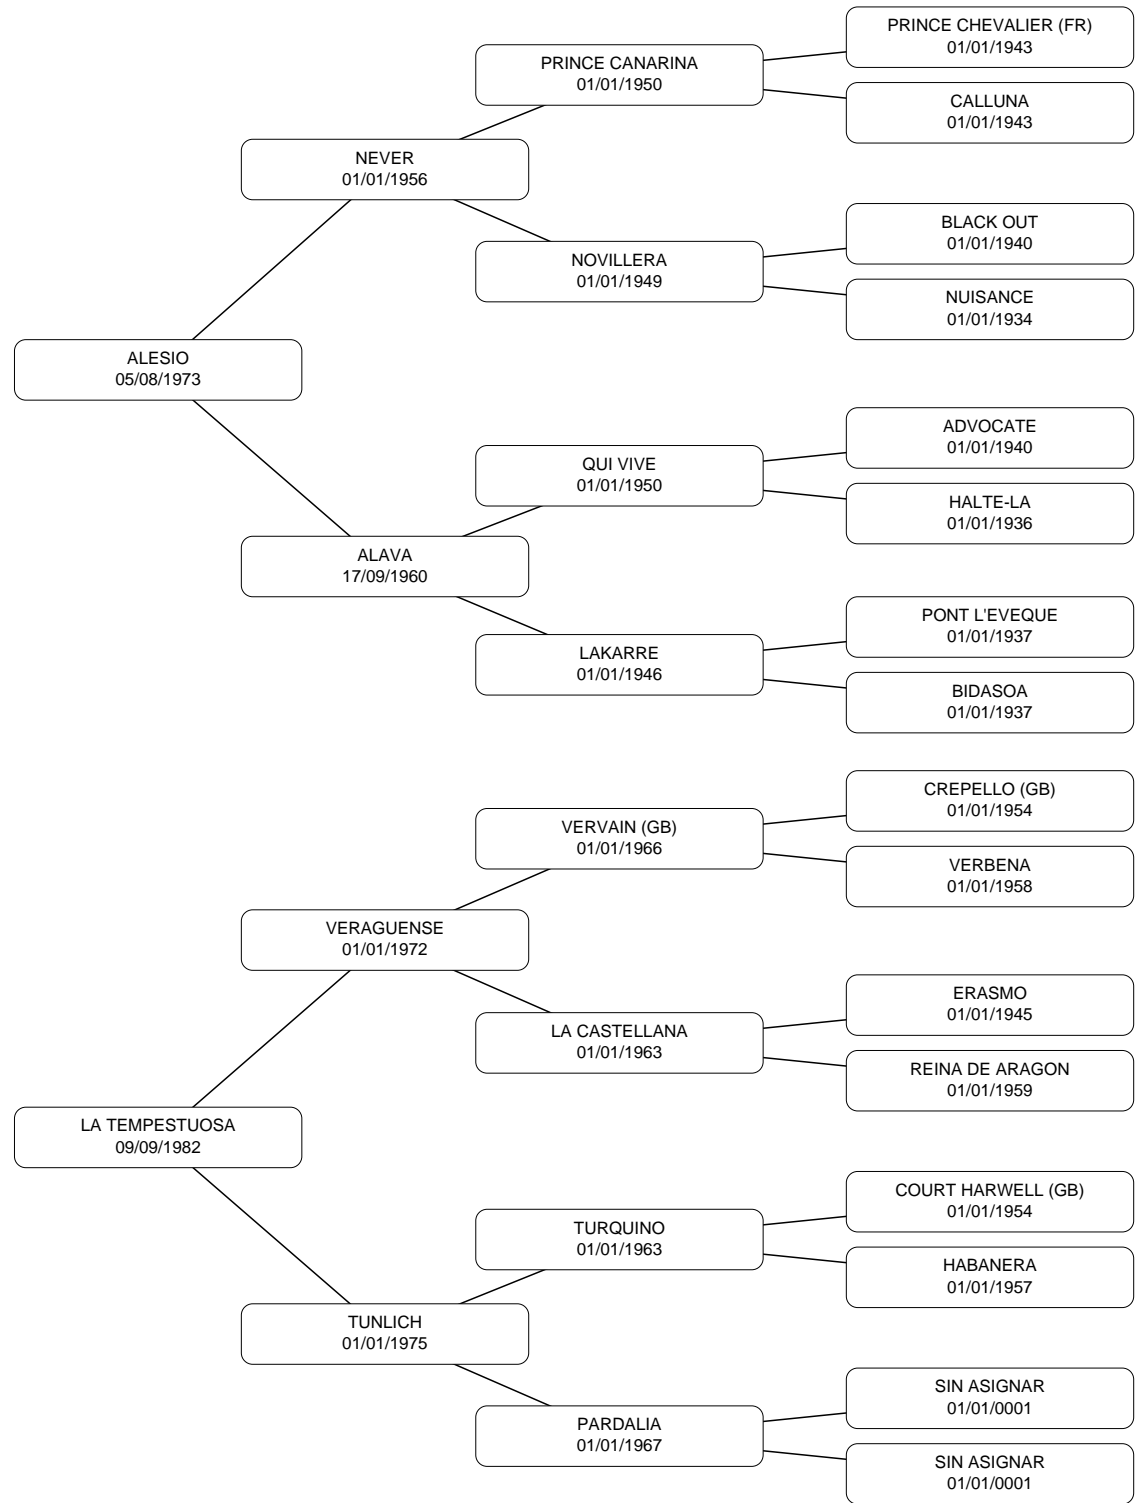 PRINCE CHEVALIER (FR)
01/01/1943
PRINCE CANARINA
01/01/1950
CALLUNA
01/01/1943
NEVER
01/01/1956
BLACK OUT
01/01/1940
NOVILLERA
01/01/1949
NUISANCE
01/01/1934
ALESIO
05/08/1973
ADVOCATE
01/01/1940
QUI VIVE
01/01/1950
HALTE-LA
01/01/1936
ALAVA
17/09/1960
PONT L'EVEQUE
01/01/1937
LAKARRE
01/01/1946
BIDASOA
01/01/1937
CREPELLO (GB)
01/01/1954
VERVAIN (GB)
01/01/1966
VERBENA
01/01/1958
VERAGUENSE
01/01/1972
ERASMO
01/01/1945
LA CASTELLANA
01/01/1963
REINA DE ARAGON
01/01/1959
LA TEMPESTUOSA
09/09/1982
COURT HARWELL (GB)
01/01/1954
TURQUINO
01/01/1963
HABANERA
01/01/1957
TUNLICH
01/01/1975
SIN ASIGNAR
01/01/0001
PARDALIA
01/01/1967
SIN ASIGNAR
01/01/0001